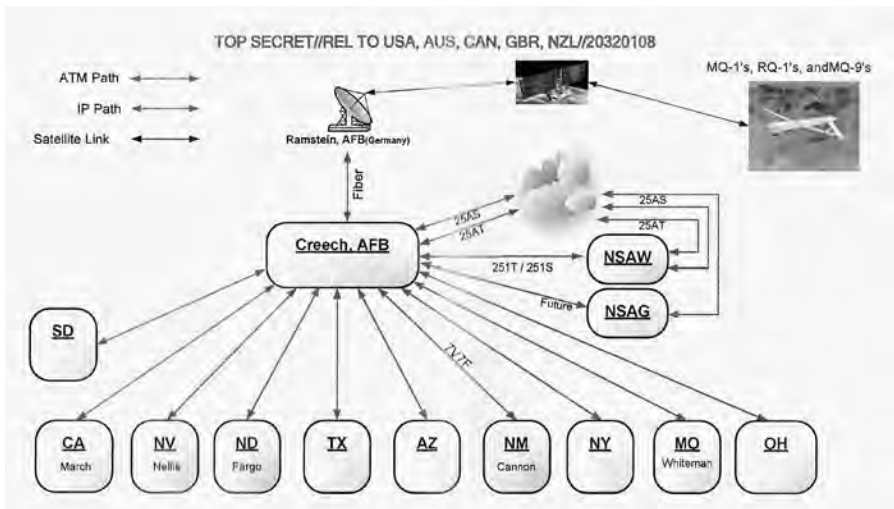 TOP SECRET//REL TO USA, AUS, CAN, GBR, NZL//20320108
ATM Path
IP Path
Satellite Link
MQ-1's, RQ-1's, andMQ-9's
Ramstein, AFB(Germany)
Fiber
25AS
25AT
25AS
25AT
Creech, AFB
251T / 251S
NSAW
Future
NSAG
SD
7V7F
CA
March
NV
Nellis
ND
Fargo
TX
AZ
NM
Cannon
NY
MO
Whiteman
OH